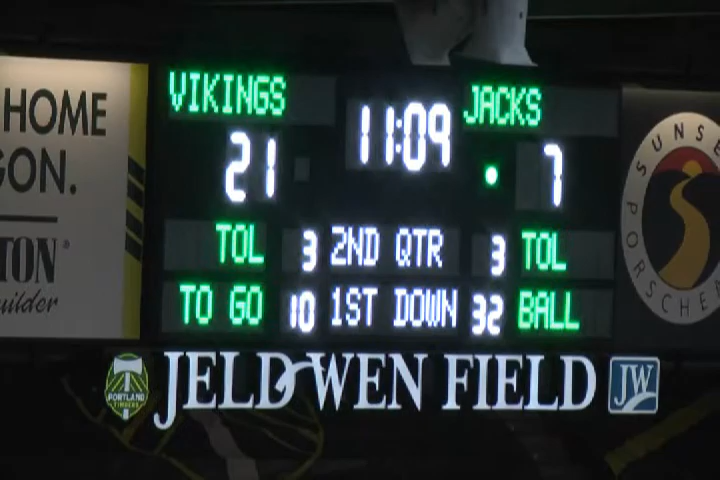 HOME
GON.
TON®
uilder
VIKINGS 11:09 JACKS
21 7
TOL 3 2ND QTR 3 TOL
TO GO 10 1ST DOWN 32 BALL
SUNSET
PORSCHE
PORTLAND
TIMBERS
JELD WEN FIELD JW